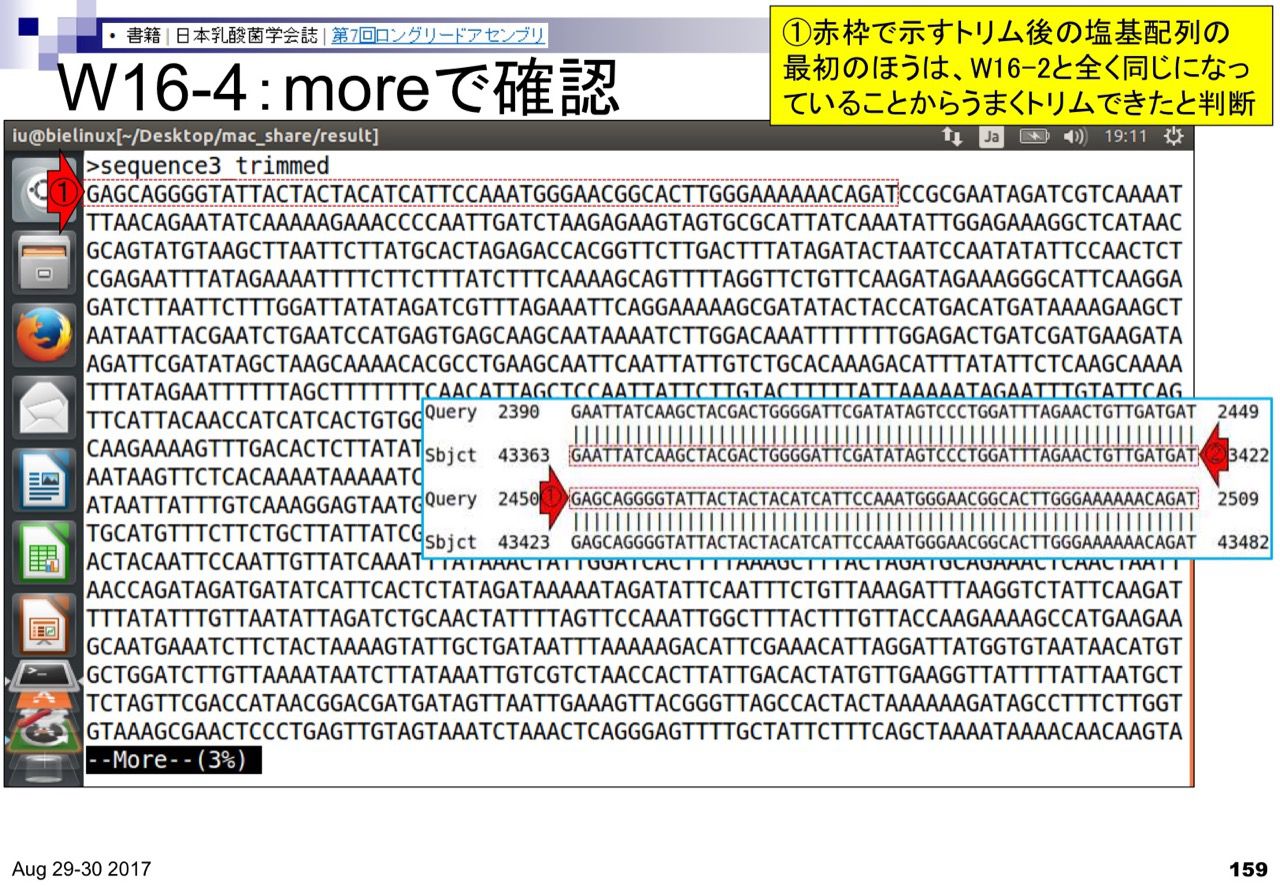 • 書籍 | 日本乳酸菌学会誌 | 第7回ロングリードアセンブリ
W16-4：moreで確認
①赤枠で示すトリム後の塩基配列の
最初のほうは、W16-2と全く同じになっ
ていることからうまくトリムできたと判断
iu@bielinux[~/Desktop/mac_share/result]
Ja
19:11
>sequence3_trimmed
①
GAGCAGGGGTATTACTACTACATCATTCCAAATGGGAACGGCACTTGGGAAAAAACAGATCCGCGAATAGATCGTCAAAAT
TTAACAGAATATCAAAAAGAAACCCCAATTGATCTAAGAGAAGTAGTGCGCATTATCAAATATTGGAGAAAGGCTCATAAC
GCAGTATGTAAGCTTAATTCTTATGCACTAGAGACCACGGTTCTTGACTTTATAGATACTAATCCAATATATTCCAACTCT
CGAGAATTTATAGAAAATTTTCTTCTTTATCTTTCAAAAGCAGTTTTAGGTTCTGTTCAAGATAGAAAGGGCATTCAAGGA
GATCTTAATTCTTTGGATTATATAGATCGTTTAGAAATTCAGGAAAAAGCGATATACTACCATGACATGATAAAAGAAGCT
AATAATTACGAATCTGAATCCATGAGTGAGCAAGCAATAAAATCTTGGACAAATTTTTTTGGAGACTGATCGATGAAGATA
AGATTCGATATAGCTAAGCAAAACACGCCTGAAGCAATTCAATTATTGTCTGCACAAAGACATTTATATTCTCAAGCAAAA
TTTATAGAATTTTTTAGCTTTTTTTCAACATTAGCTCCAATTATTCTTGTACTTTTTATTAAAAATAGAATTTGTATTCAG
TTCATTACAACCATCATCACTGTGG
CAAGAAAAGTTTGACACTCTTATAT
AATAAGTTCTCACAAAATAAAAATC
ATAATTATTTGTCAAAGGAGTAATG
TGCATGTTTCTTCTGCTTATTATCG
ACTACAATTCCAATTGTTATCAAATTTATAAACTATTGGATCACTTTTAAAGCTTTACTAGATGCAGAAACTCAACTAATT
AACCAGATAGATGATATCATTCACTCTATAGATAAAAATAGATATTCAATTTCTGTTAAAGATTTAAGGTCTATTCAAGAT
TTTATATTTGTTAATATTAGATCTGCAACTATTTTAGTTCCAAATTGGCTTTACTTTGTTACCAAGAAAAGCCATGAAGAA
GCAATGAAATCTTCTACTAAAAGTATTGCTGATAATTTAAAAAGACATTCGAAACATTAGGATTATGGTGTAATAACATGT
GCTGGATCTTGTTAAAATAATCTTATAAATTGTCGTCTAACCACTTATTGACACTATGTTGAAGGTTATTTTATTAATGCT
TCTAGTTCGACCATAACGGACGATGATAGTTAATTGAAAGTTACGGGTTAGCCACTACTAAAAAAGATAGCCTTTCTTGGT
GTAAAGCGAACTCCCTGAGTTGTAGTAAATCTAAACTCAGGGAGTTTTGCTATTCTTTCAGCTAAAATAAAACAACAAGTA
--More--(3%)
Query 2390 GAATTATCAAGCTACGACTGGGGATTCGATATAGTCCCTGGATTTAGAACTGTTGATGAT 2449
Sbjct 43363 GAATTATCAAGCTACGACTGGGGATTCGATATAGTCCCTGGATTTAGAACTGTTGATGAT ② 3422
Query 2450 ① GAGCAGGGGTATTACTACTACATCATTCCAAATGGGAACGGCACTTGGGAAAAAACAGAT 2509
Sbjct 43423 GAGCAGGGGTATTACTACTACATCATTCCAAATGGGAACGGCACTTGGGAAAAAACAGAT 43482
Aug 29-30 2017
159